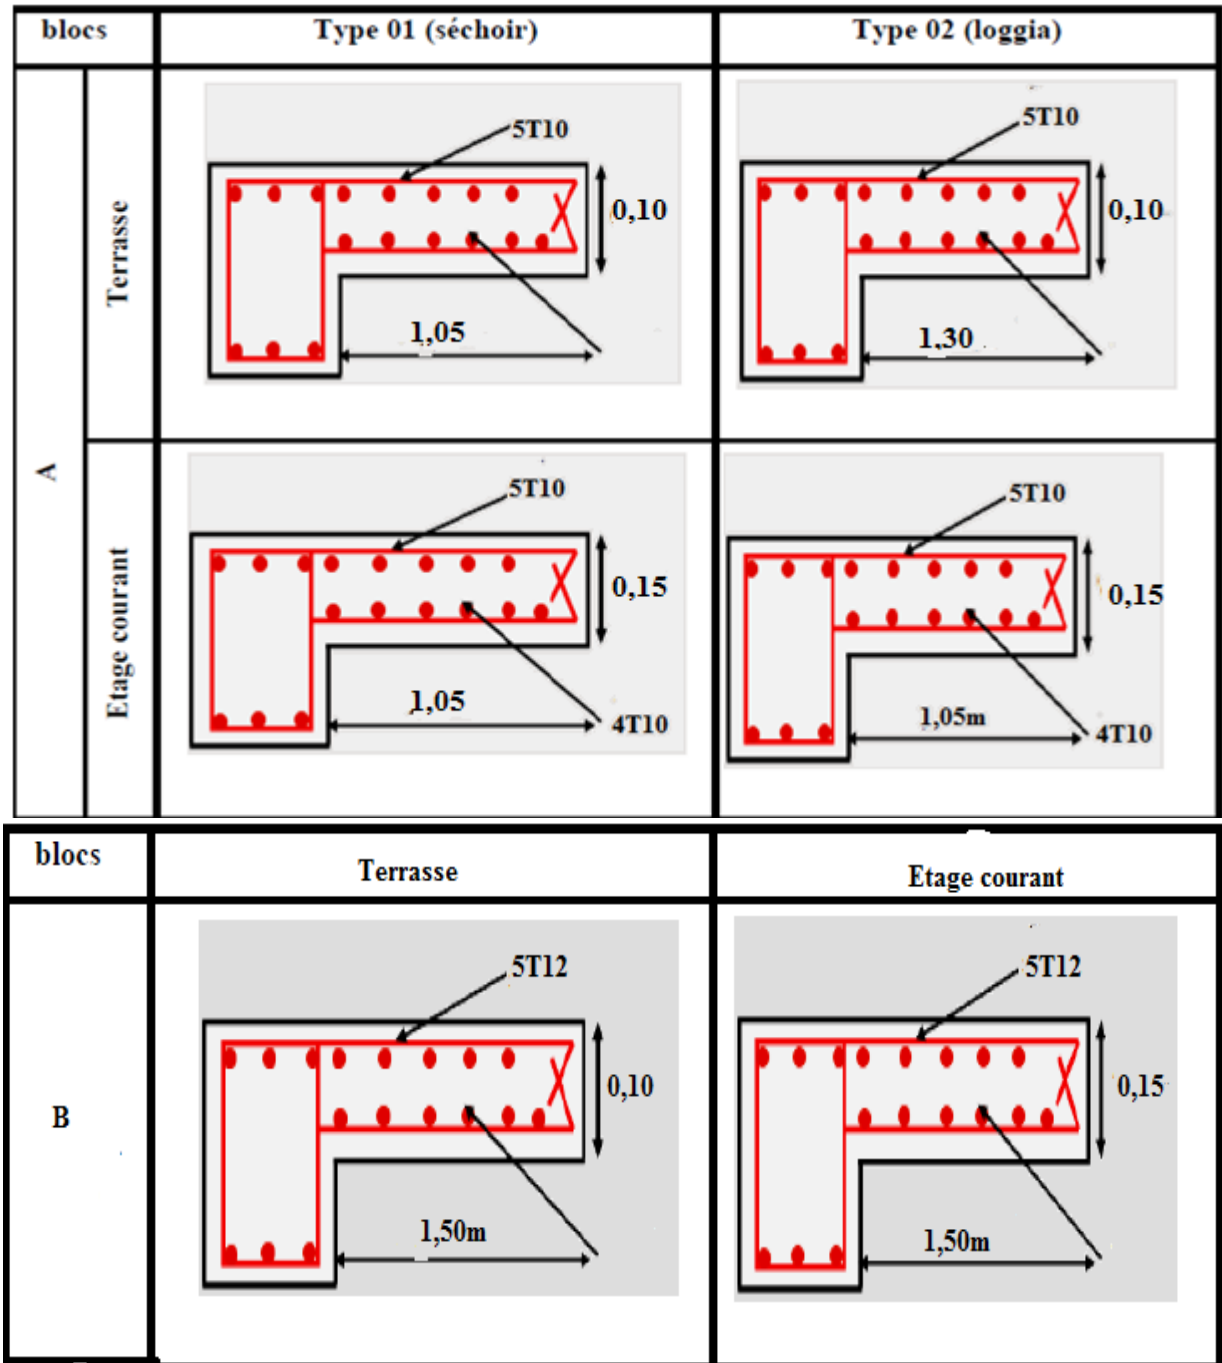 blocs
Type 01 (séchoir)
Type 02 (loggia)
A
Terrasse
5T10
0,10
1,05
5T10
0,10
1,30
Etage courant
5T10
0,15
1,05
4T10
5T10
0,15
1,05m
4T10
blocs
Terrasse
Etage courant
B
5T12
0,10
1,50m
5T12
0,15
1,50m